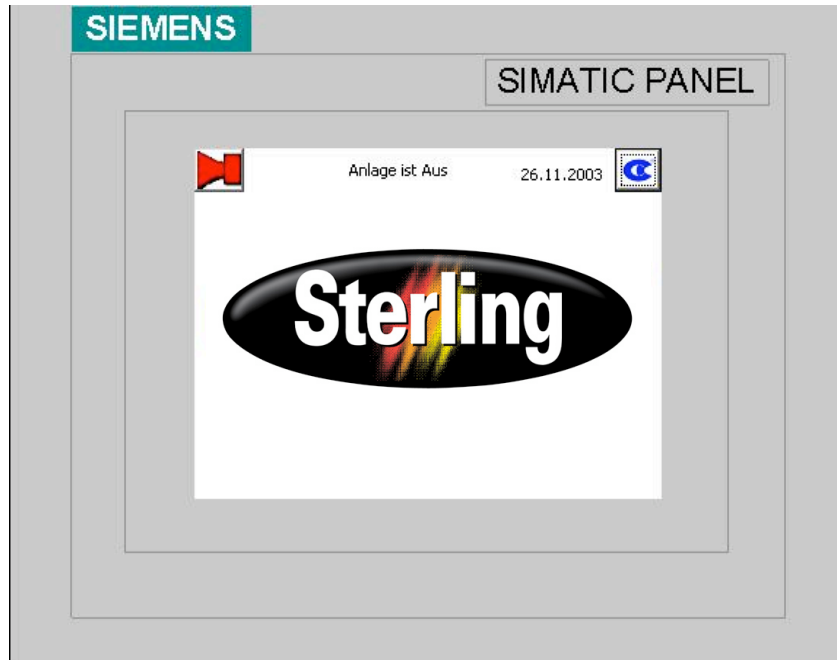 SIEMENS
SIMATIC PANEL
Anlage ist Aus
26.11.2003
Sterling